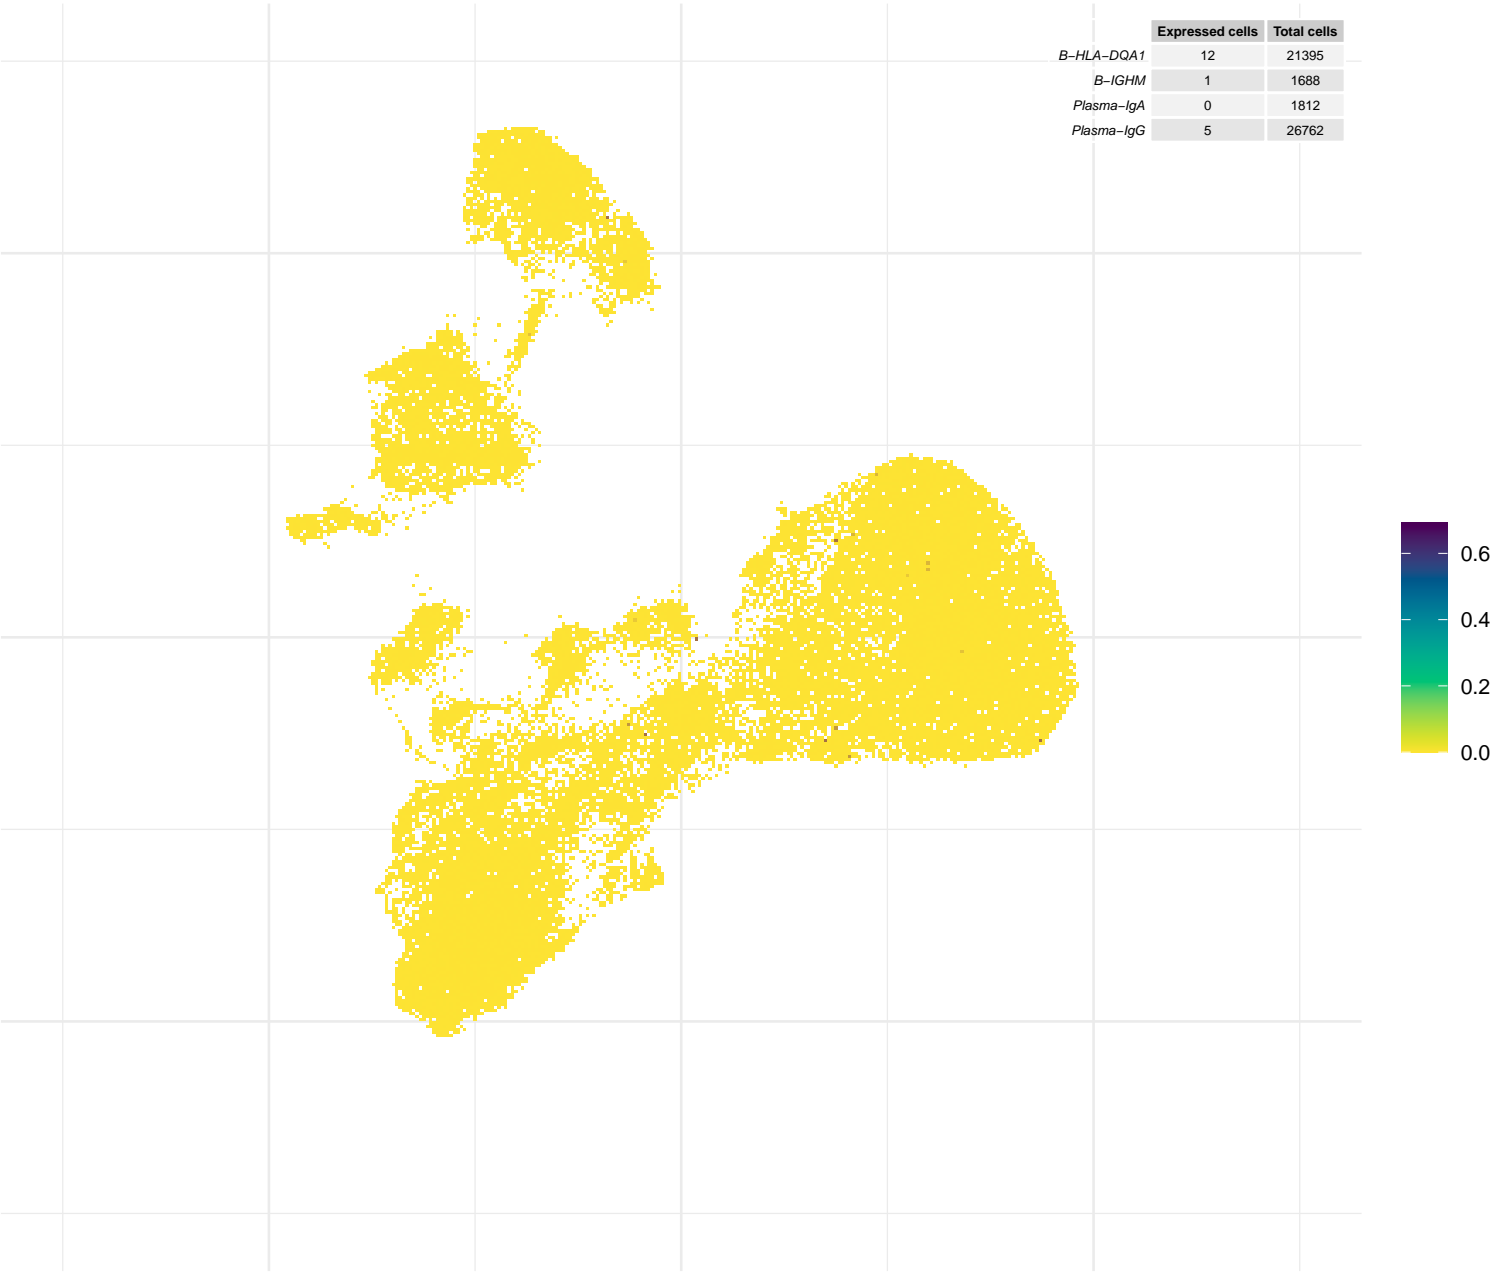 Expressed cells Total cells
B−HLA−DQA1 12 21395
B−IGHM 1 1688
Plasma−IgA 0 1812
Plasma−IgG 5 26762
0.6
0.4
0.2
0.0